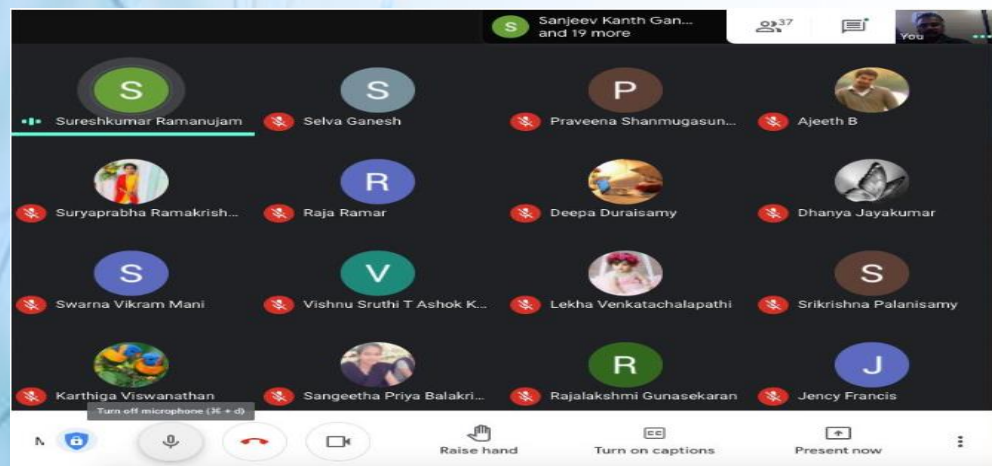 S
Sanjeev Kanth Gan...
and 19 more
37
You
S
S
P
Sureshkumar Ramanujam
Selva Ganesh
Praveena Shanmugasun...
Ajeeth B
R
Suryaprabha Ramakrish...
Raja Ramar
Deepa Duraisamy
Dhanya Jayakumar
S
V
S
Swarna Vikram Mani
Vishnu Sruthi T Ashok K...
Lekha Venkatachalapathi
Srikrishna Palanisamy
R
J
Karthiga Viswanathan
Sangeetha Priya Balakri...
Rajalakshmi Gunasekaran
Jency Francis
Turn off microphone (⌘ + d)
CC
Raise hand
Turn on captions
Present now